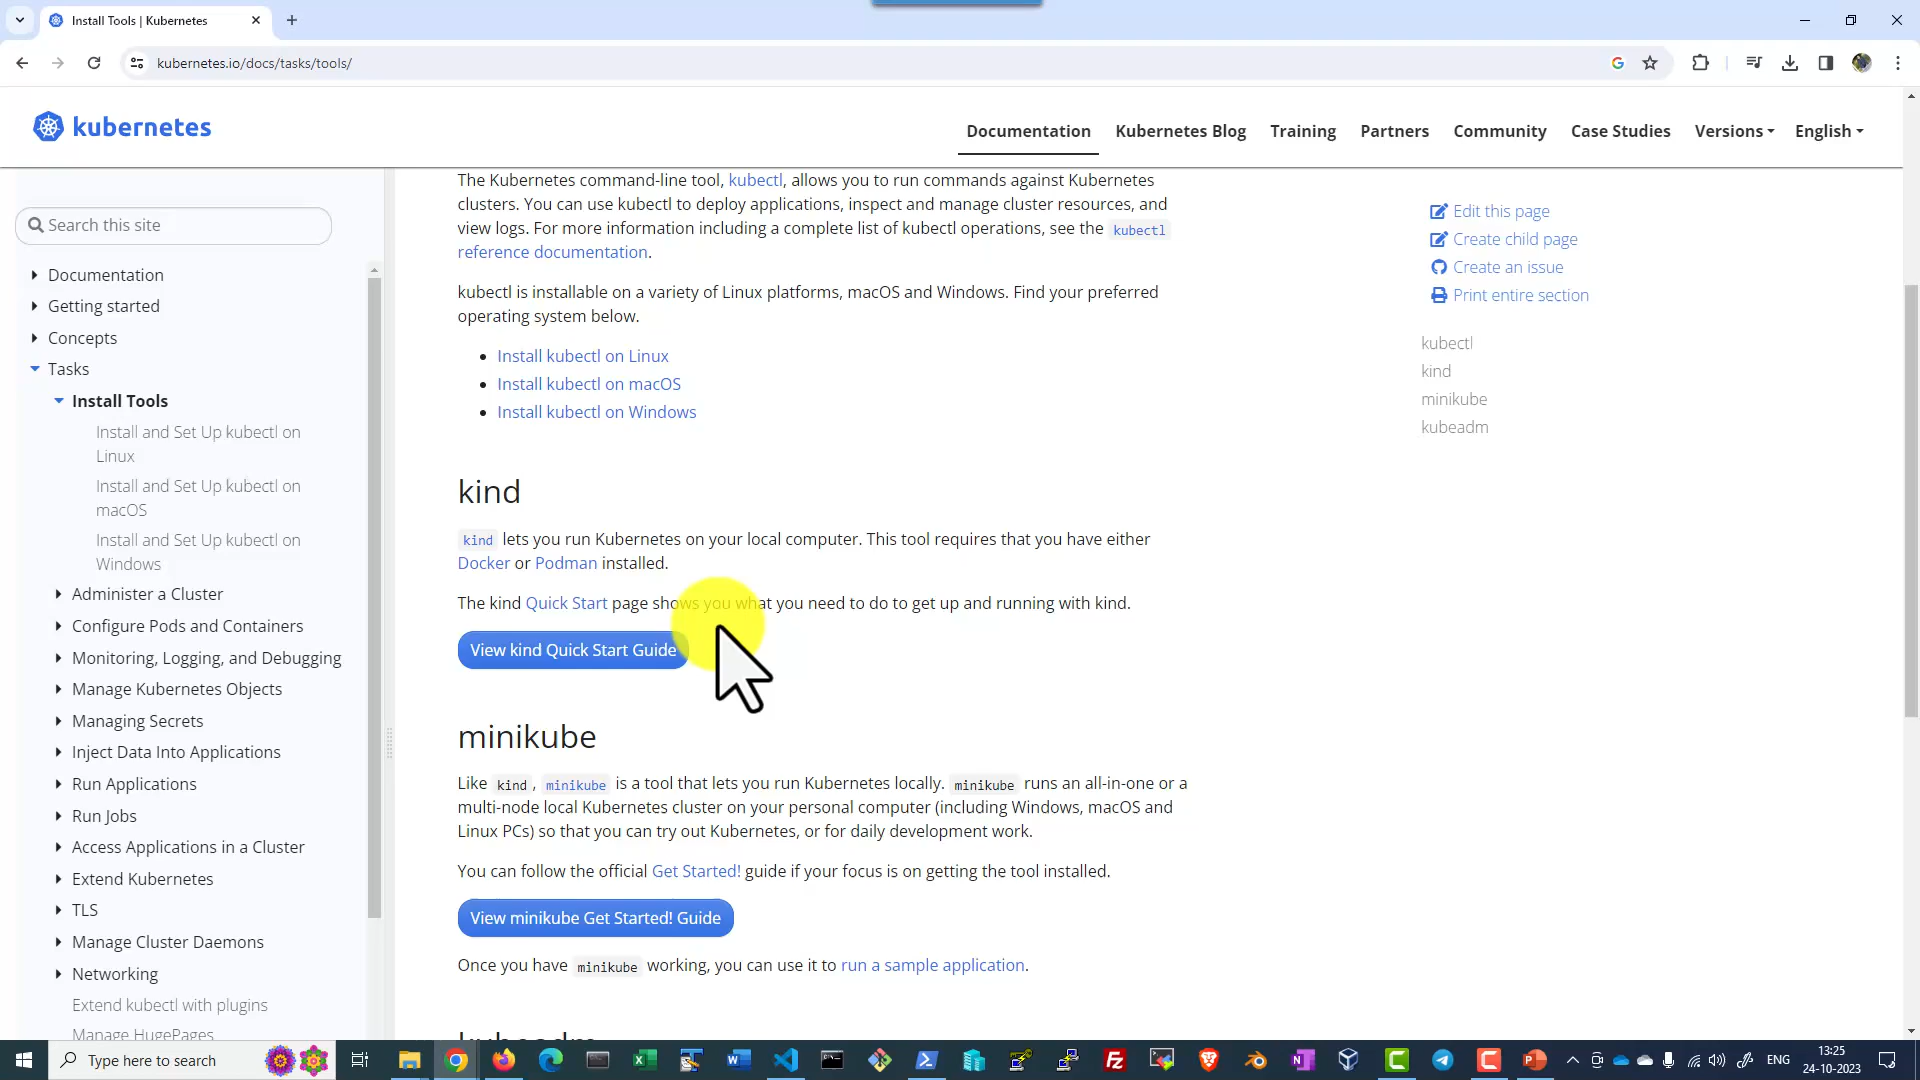 Install Tools | Kubernetes
kubernetes.io/docs/tasks/tools/
kubernetes
Documentation
Kubernetes Blog
Training
Partners
Community
Case Studies
Versions
English
Search this site
Documentation
Getting started
Concepts
Tasks
Install Tools
Install and Set Up kubectl on
Linux
Install and Set Up kubectl on
macOS
Install and Set Up kubectl on
Windows
Administer a Cluster
Configure Pods and Containers
Monitoring, Logging, and Debugging
Manage Kubernetes Objects
Managing Secrets
Inject Data Into Applications
Run Applications
Run Jobs
Access Applications in a Cluster
Extend Kubernetes
TLS
Manage Cluster Daemons
Networking
Extend kubectl with plugins
Manage HugePages
The Kubernetes command-line tool, kubectl, allows you to run commands against Kubernetes
clusters. You can use kubectl to deploy applications, inspect and manage cluster resources, and
view logs. For more information including a complete list of kubectl operations, see the kubectl
reference documentation.
kubectl is installable on a variety of Linux platforms, macOS and Windows. Find your preferred
operating system below.
Install kubectl on Linux
Install kubectl on macOS
Install kubectl on Windows
kind
kind lets you run Kubernetes on your local computer. This tool requires that you have either
Docker or Podman installed.
The kind Quick Start page shows you what you need to do to get up and running with kind.
View kind Quick Start Guide
minikube
Like kind, minikube is a tool that lets you run Kubernetes locally. minikube runs an all-in-one or a
multi-node local Kubernetes cluster on your personal computer (including Windows, macOS and
Linux PCs) so that you can try out Kubernetes, or for daily development work.
You can follow the official Get Started! guide if your focus is on getting the tool installed.
View minikube Get Started! Guide
Once you have minikube working, you can use it to run a sample application.
kubeadm
Edit this page
Create child page
Create an issue
Print entire section
kubectl
kind
minikube
kubeadm
Type here to search
ENG
13:25
24-10-2023